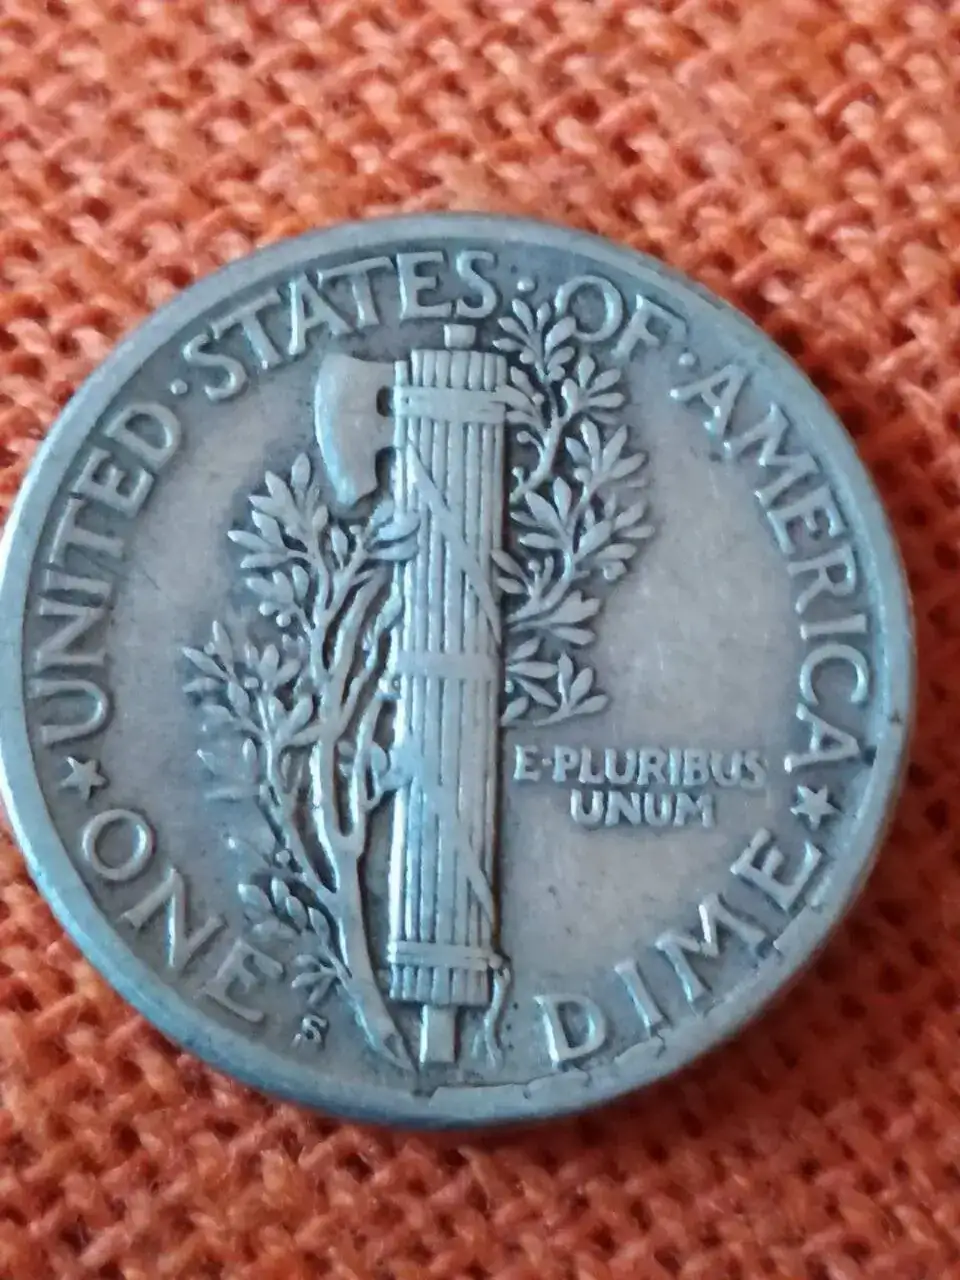 UNITED·STATES·OF·AMERICA
E·PLURIBUS
UNUM
★ONE DIME★
S